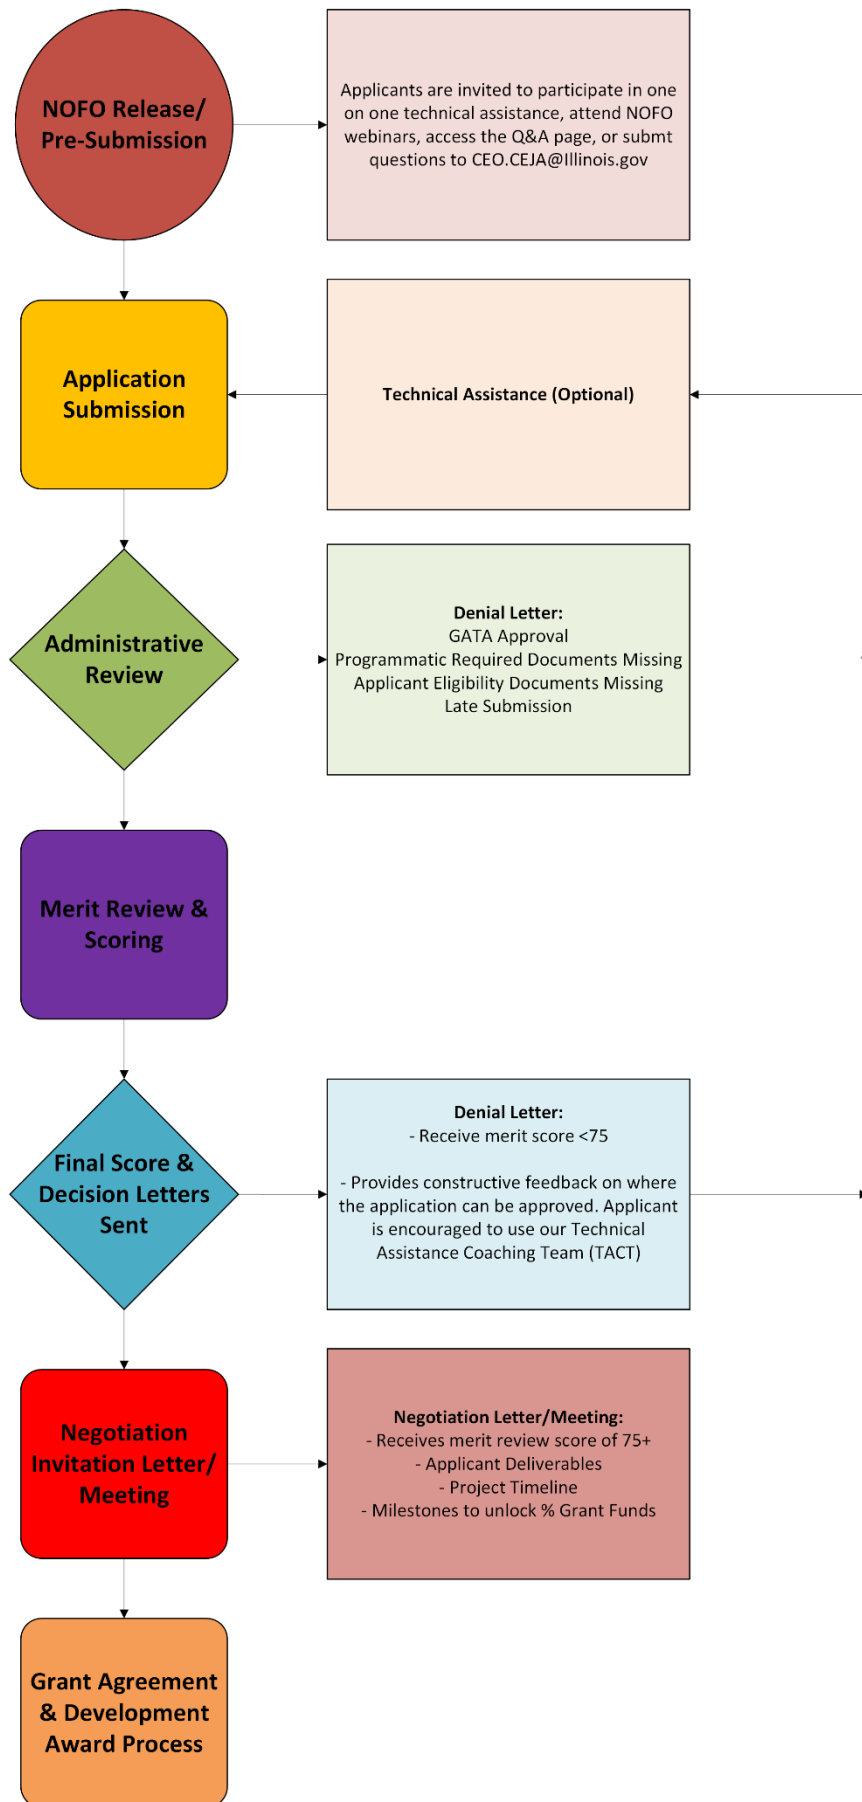 NOFO Release/
Pre-Submission
Applicants are invited to participate in one
on one technical assistance, attend NOFO
webinars, access the Q&A page, or submt
questions to CEO.CEJA@Illinois.gov
Application
Submission
Technical Assistance (Optional)
Administrative
Review
Denial Letter:
GATA Approval
Programmatic Required Documents Missing
Applicant Eligibility Documents Missing
Late Submission
Merit Review &
Scoring
Final Score &
Decision Letters
Sent
Denial Letter:
- Receive merit score <75
- Provides constructive feedback on where
the application can be approved. Applicant
is encouraged to use our Technical
Assistance Coaching Team (TACT)
Negotiation
Invitation Letter/
Meeting
Negotiation Letter/Meeting:
- Receives merit review score of 75+
- Applicant Deliverables
- Project Timeline
- Milestones to unlock % Grant Funds
Grant Agreement
& Development
Award Process